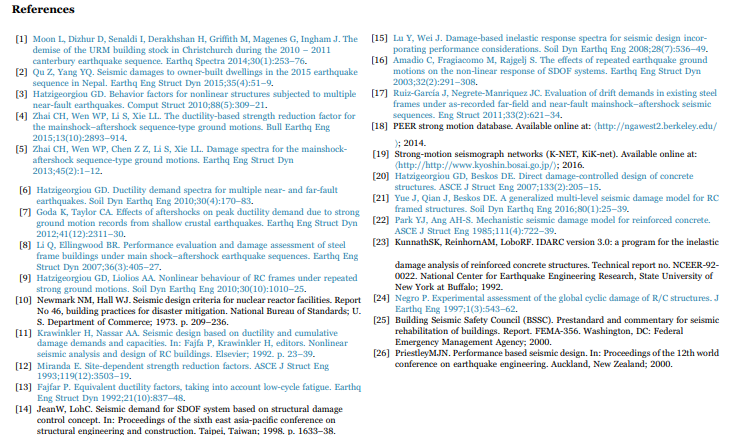 References
[1] Moon L, Dizhur D, Senaldi I, Derakhshan H, Griffith M, Magenes G, Ingham J. The
demise of the URM building stock in Christchurch during the 2010 – 2011
canterbury earthquake sequence. Earthq Spectra 2014;30(1):253–76.
[2] Qu Z, Yang YQ. Seismic damages to owner-built dwellings in the 2015 earthquake
sequence in Nepal. Earthq Eng Struct Dyn 2015;35(4):51–9.
[3] Hatzigeorgiou GD. Behavior factors for nonlinear structures subjected to multiple
near-fault earthquakes. Comput Struct 2010;88(5):309–21.
[4] Zhai CH, Wen WP, Li S, Xie LL. The ductility-based strength reduction factor for
the mainshock–aftershock sequence-type ground motions. Bull Earthq Eng
2015;13(10):2893–914.
[5] Zhai CH, Wen WP, Chen Z Z, Li S, Xie LL. Damage spectra for the mainshock-
aftershock sequence-type ground motions. Earthq Eng Struct Dyn
2013;45(2):1–12.
[6] Hatzigeorgiou GD. Ductility demand spectra for multiple near- and far-fault
earthquakes. Soil Dyn Earthq Eng 2010;30(4):170–83.
[7] Goda K, Taylor CA. Effects of aftershocks on peak ductility demand due to strong
ground motion records from shallow crustal earthquakes. Earthq Eng Struct Dyn
2012;41(12):2311–30.
[8] Li Q, Ellingwood BR. Performance evaluation and damage assessment of steel
frame buildings under main shock–aftershock earthquake sequences. Earthq Eng
Struct Dyn 2007;36(3):405–27.
[9] Hatzigeorgiou GD, Liolios AA. Nonlinear behaviour of RC frames under repeated
strong ground motions. Soil Dyn Earthq Eng 2010;30(10):1010–25.
[10] Newmark NM, Hall WJ. Seismic design criteria for nuclear reactor facilities. Report
No 46, building practices for disaster mitigation. National Bureau of Standards; U.
S. Department of Commerce; 1973. p. 209–236.
[11] Krawinkler H, Nassar AA. Seismic design based on ductility and cumulative
damage demands and capacities. In: Fajfa P, Krawinkler H, editors. Nonlinear
seismic analysis and design of RC buildings. Elsevier; 1992. p. 23–39.
[12] Miranda E. Site-dependent strength reduction factors. ASCE J Struct Eng
1993;119(12):3503–19.
[13] Fajfar P. Equivalent ductility factors, taking into account low-cycle fatigue. Earthq
Eng Struct Dyn 1992;21(10):837–48.
[14] JeanW, LohC. Seismic demand for SDOF system based on structural damage
control concept. In: Proceedings of the sixth east asia-pacific conference on
structural engineering and construction. Taipei, Taiwan; 1998. p. 1633–38.
[15] Lu Y, Wei J. Damage-based inelastic response spectra for seismic design incor-
porating performance considerations. Soil Dyn Earthq Eng 2008;28(7):536–49.
[16] Amadio C, Fragiacomo M, Rajgelj S. The effects of repeated earthquake ground
motions on the non-linear response of SDOF systems. Earthq Eng Struct Dyn
2003;32(2):291–308.
[17] Ruiz-García J, Negrete-Manriquez JC. Evaluation of drift demands in existing steel
frames under as-recorded far-field and near-fault mainshock–aftershock seismic
sequences. Eng Struct 2011;33(2):621–34.
[18] PEER strong motion database. Available online at: ⟨http://ngawest2.berkeley.edu/
⟩; 2014.
[19] Strong-motion seismograph networks (K-NET, KiK-net). Available online at:
⟨http://http://www.kyoshin.bosai.go.jp/⟩; 2016.
[20] Hatzigeorgiou GD, Beskos DE. Direct damage-controlled design of concrete
structures. ASCE J Struct Eng 2007;133(2):205–15.
[21] Yue J, Qian J, Beskos DE. A generalized multi-level seismic damage model for RC
framed structures. Soil Dyn Earthq Eng 2016;80(1):25–39.
[22] Park YJ, Ang AH-S. Mechanistic seismic damage model for reinforced concrete.
ASCE J Struct Eng 1985;111(4):722–39.
[23] KunnathSK, ReinhornAM, LoboRF. IDARC version 3.0: a program for the inelastic
damage analysis of reinforced concrete structures. Technical report no. NCEER-92-
0022. National Center for Earthquake Engineering Research, State University of
New York at Buffalo; 1992.
[24] Negro P. Experimental assessment of the global cyclic damage of R/C structures. J
Earthq Eng 1997;1(3):543–62.
[25] Building Seismic Safety Council (BSSC). Prestandard and commentary for seismic
rehabilitation of buildings. Report. FEMA-356. Washington, DC: Federal
Emergency Management Agency; 2000.
[26] PriestleyMJN. Performance based seismic design. In: Proceedings of the 12th world
conference on earthquake engineering. Auckland, New Zealand; 2000.